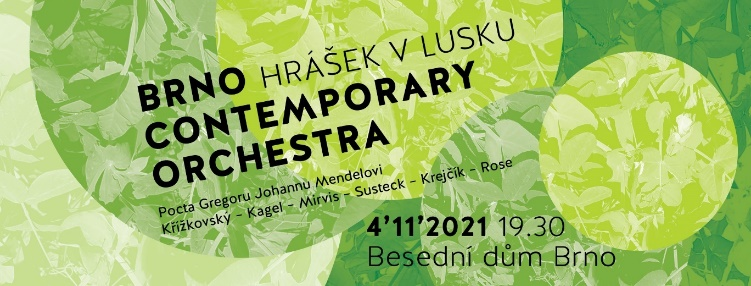 BRNO HRÁŠEK V LUSKU
CONTEMPORARY
ORCHESTRA
Pocta Gregoru Johannu Mendelovi
Křížkovský – Kagel – Mirvis – Susteck – Krejčík – Rose
4’11’2021 19.30
Besední dům Brno